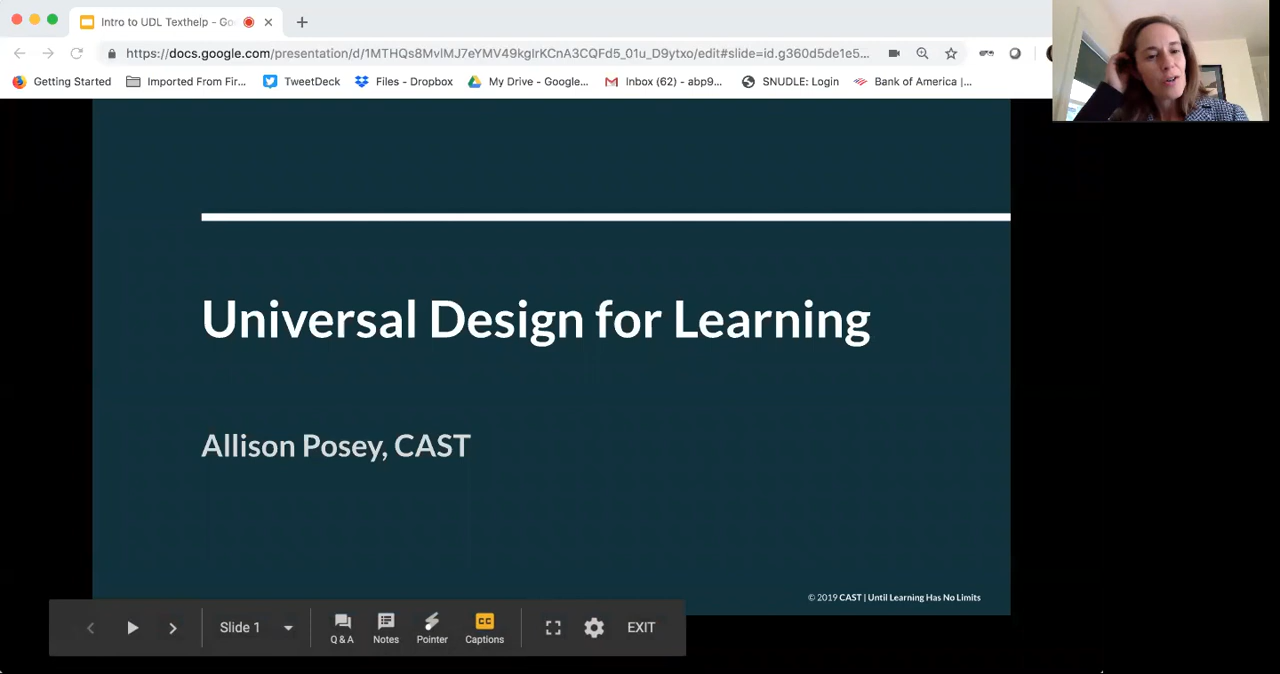 Intro to UDL Texthelp - Go
https://docs.google.com/presentation/d/1MTHQs8MvlMJ7eYMV49kglrKCnA3CQFd5_01u_D9ytxo/edit#slide=id.g360d5de1e5...
Getting Started Imported From Fir... TweetDeck Files - Dropbox My Drive - Google... Inbox (62) - abp9... SNUDLE: Login Bank of America |...
Universal Design for Learning
Allison Posey, CAST
© 2019 CAST | Until Learning Has No Limits
Slide 1 Q & A Notes Pointer CC Captions EXIT